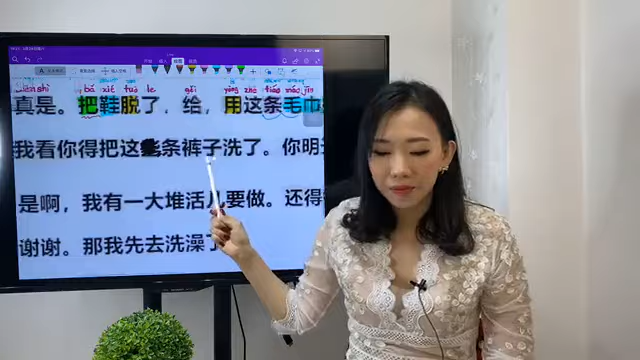 bǎ xié tuō le gěi yòng zhè tiáo máo jīn
真是。把鞋脱了，给，用这条毛巾
我看你得把这条裤子洗了。你明
是啊，我有一大堆活儿要做。还得
谢谢。那我先去洗澡了